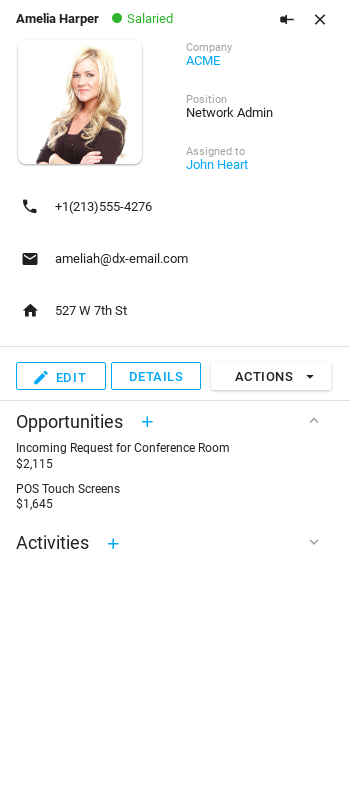 Amelia Harper Salaried
Company
ACME
Position
Network Admin
Assigned to
John Heart
+1(213)555-4276
ameliah@dx-email.com
527 W 7th St
EDIT DETAILS ACTIONS
Opportunities +
Incoming Request for Conference Room
$2,115
POS Touch Screens
$1,645
Activities +